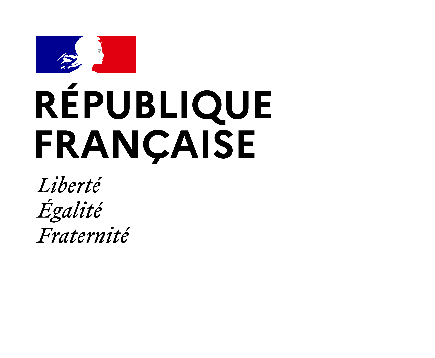 RÉPUBLIQUE
FRANÇAISE
Liberté
Égalité
Fraternité